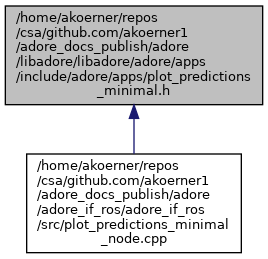 /home/akoerner/repos
/csa/github.com/akoerner1
/adore_docs_publish/adore
/libadore/libadore/adore/apps
/include/adore/apps/plot_predictions
_minimal.h
/home/akoerner/repos
/csa/github.com/akoerner1
/adore_docs_publish/adore
/adore_if_ros/adore_if_ros
/src/plot_predictions_minimal
_node.cpp